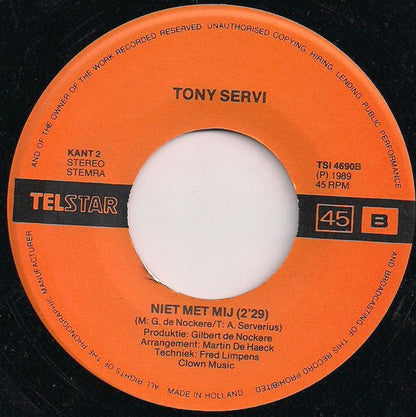 ALL RIGHTS OF THE PHONOGRAPHIC MANUFACTURER AND OF THE OWNER OF THE WORK RECORDED RESERVED. UNAUTHORISED COPYING, HIRING, LENDING, PUBLIC PERFORMANCE AND BROADCASTING OF THIS RECORD PROHIBITED.
TONY SERVI
KANT 2
STEREO
STEMRA
TSI 4690B
(P) 1989
45 RPM
TELSTAR
45 B
NIET MET MIJ (2'29)
(M: G. de Nockere/T: A. Serverius)
Produktie: Gilbert de Nockere
Arrangement: Martin De Haeck
Techniek: Fred Limpens
Clown Music
MADE IN HOLLAND